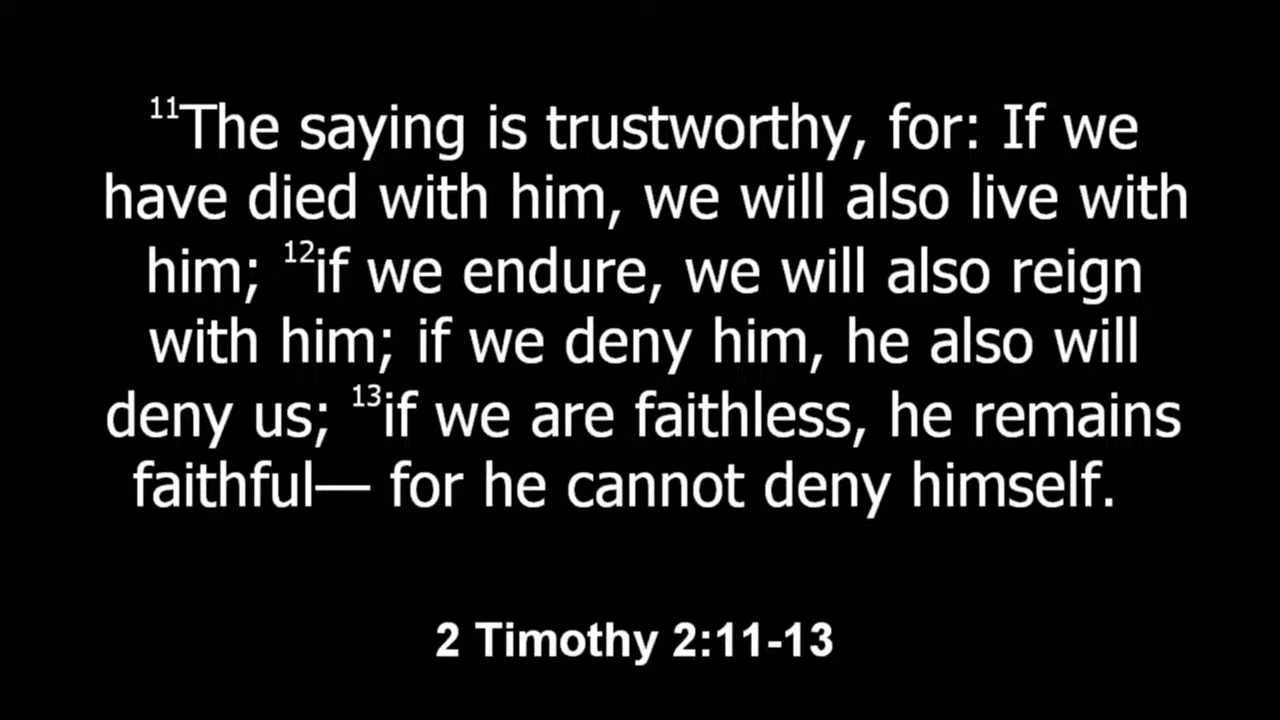 11The saying is trustworthy, for: If we
have died with him, we will also live with
him; 12if we endure, we will also reign
with him; if we deny him, he also will
deny us; 13if we are faithless, he remains
faithful— for he cannot deny himself.
2 Timothy 2:11-13